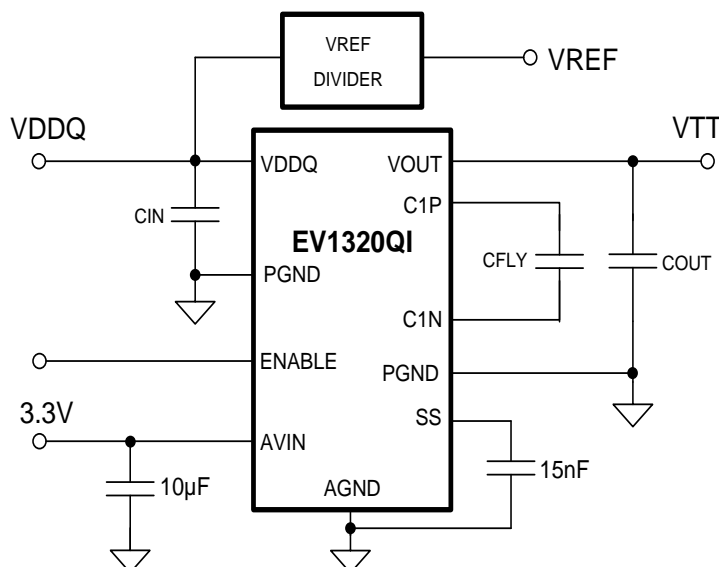 VREF
DIVIDER
VREF
VDDQ
VTT
VDDQ
VOUT
CIN
C1P
EV1320QI
CFLY
COUT
PGND
C1N
ENABLE
PGND
3.3V
SS
AVIN
10µF
15nF
AGND